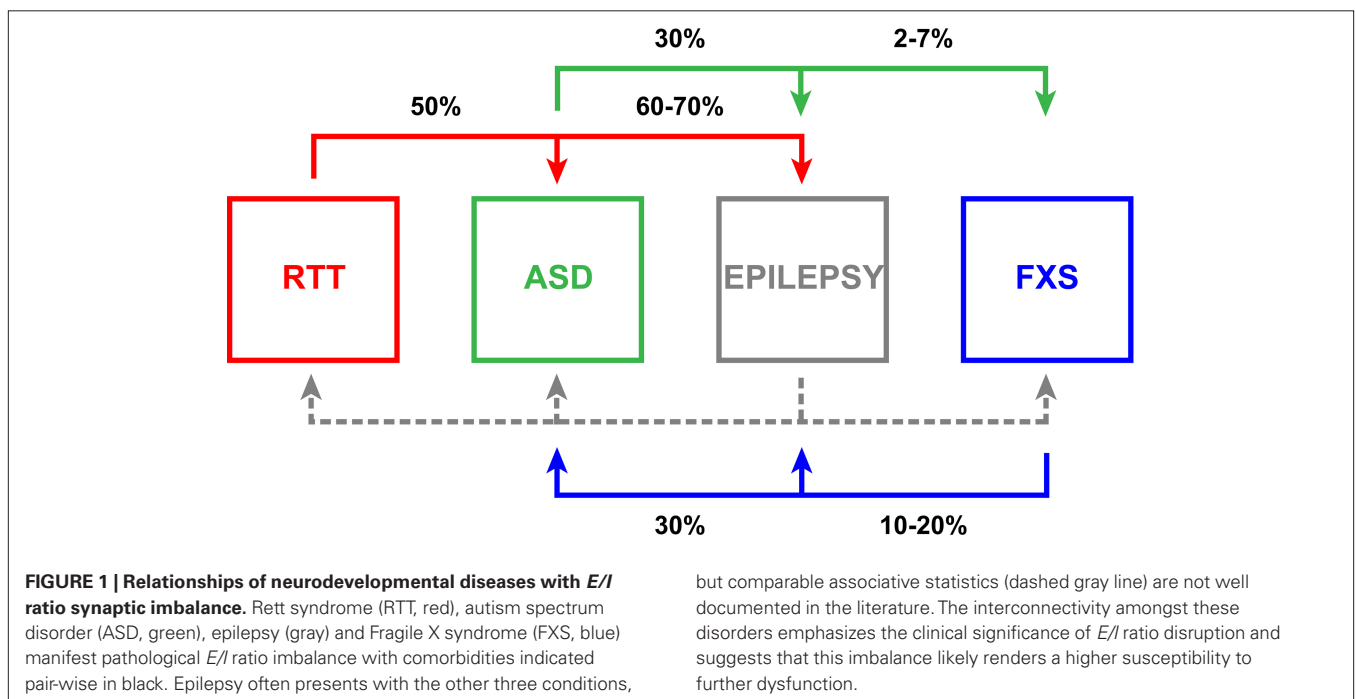 30% 2-7%
50% 60-70%
RTT ASD EPILEPSY FXS
30% 10-20%
FIGURE 1 | Relationships of neurodevelopmental diseases with E/I
ratio synaptic imbalance. Rett syndrome (RTT, red), autism spectrum
disorder (ASD, green), epilepsy (gray) and Fragile X syndrome (FXS, blue)
manifest pathological E/I ratio imbalance with comorbidities indicated
pair-wise in black. Epilepsy often presents with the other three conditions,
but comparable associative statistics (dashed gray line) are not well
documented in the literature. The interconnectivity amongst these
disorders emphasizes the clinical significance of E/I ratio disruption and
suggests that this imbalance likely renders a higher susceptibility to
further dysfunction.